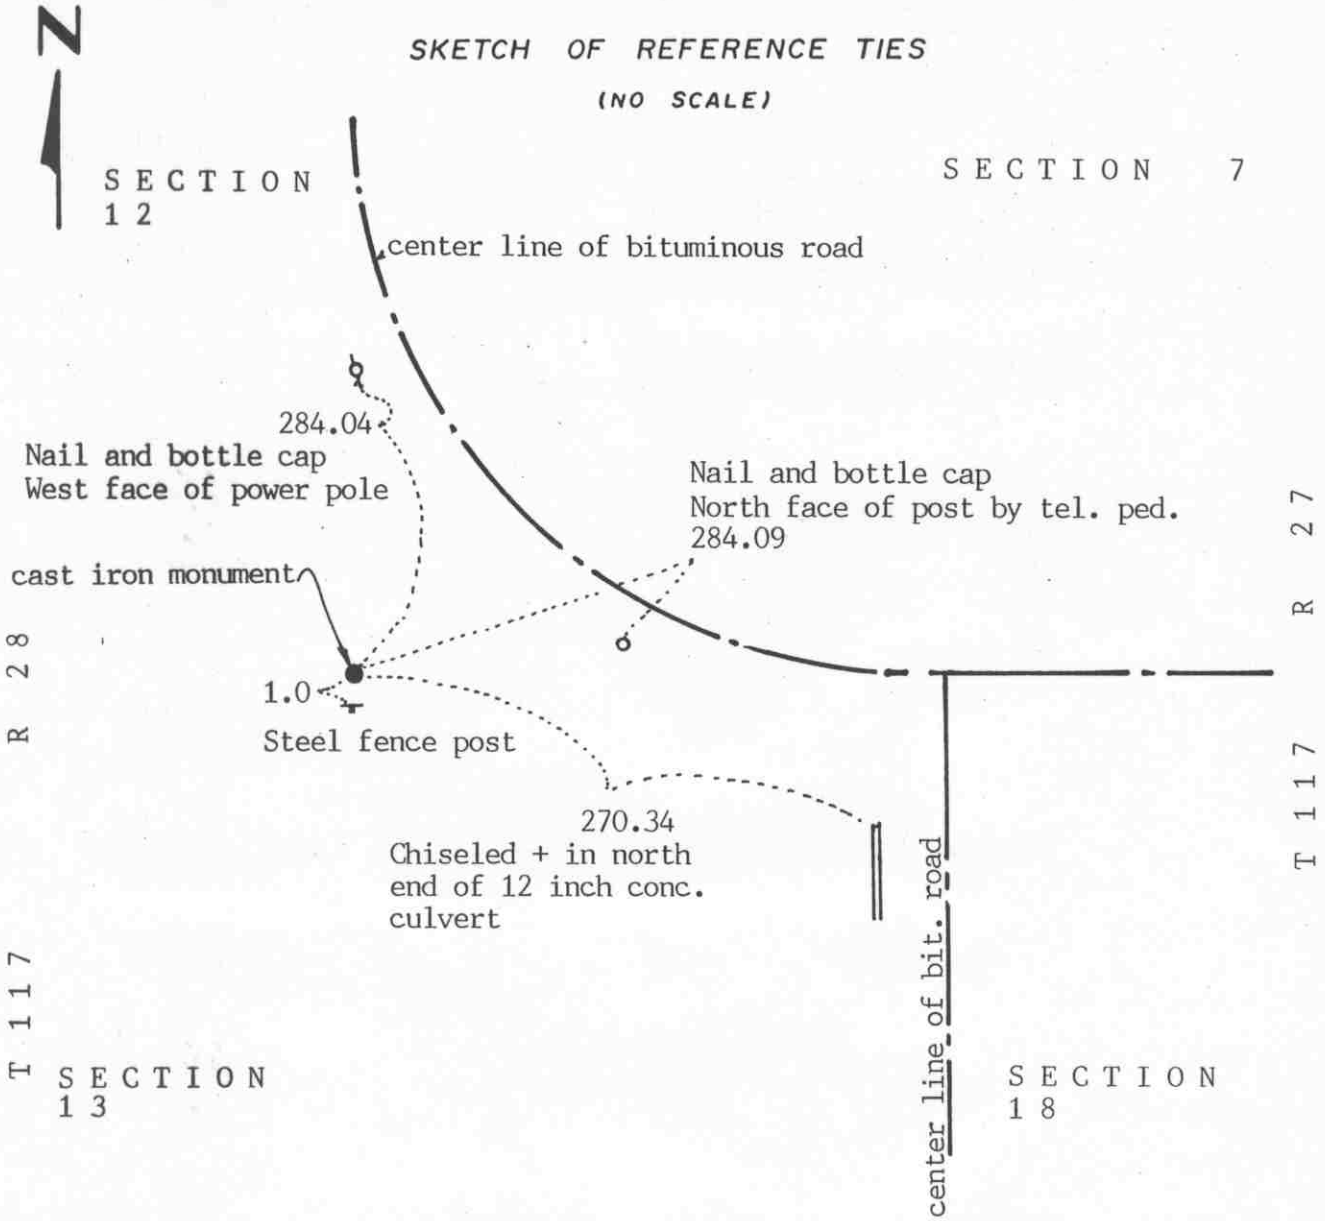 N
SKETCH OF REFERENCE TIES
(NO SCALE)
SECTION
12
SECTION 7
center line of bituminous road
284.04
Nail and bottle cap
West face of power pole
Nail and bottle cap
North face of post by tel. ped.
284.09
cast iron monument
R 28
R 27
1.0
Steel fence post
270.34
Chiseled + in north
end of 12 inch conc.
culvert
center line of bit. road
T 117
T 117
SECTION
13
SECTION
18